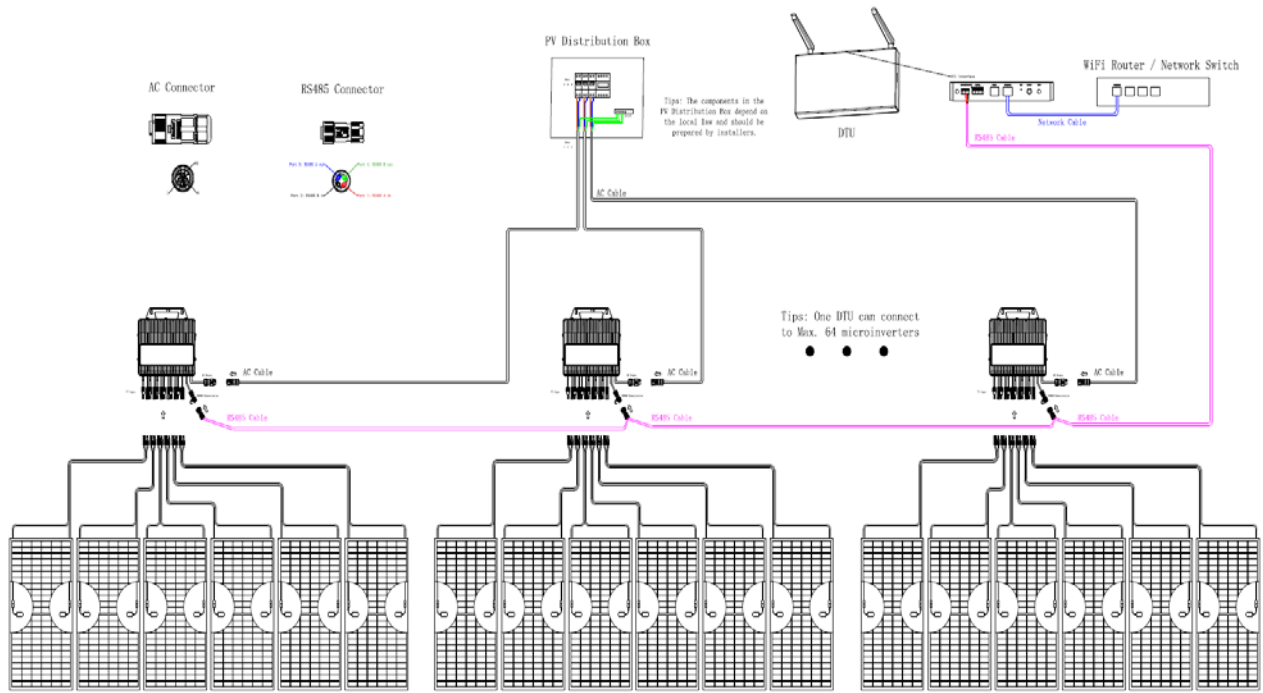 PV Distribution Box
AC Connector
RS485 Connector
Tips: The components in the
PV Distribution Box depend on
the local law and should be
prepared by installers.
DTU
WiFi Router / Network Switch
Network Cable
RS485 Cable
AC Cable
Tips: One DTU can connect
to Max. 64 microinverters
AC Cable
AC Cable
AC Cable
RS485 Cable
RS485 Cable
RS485 Cable